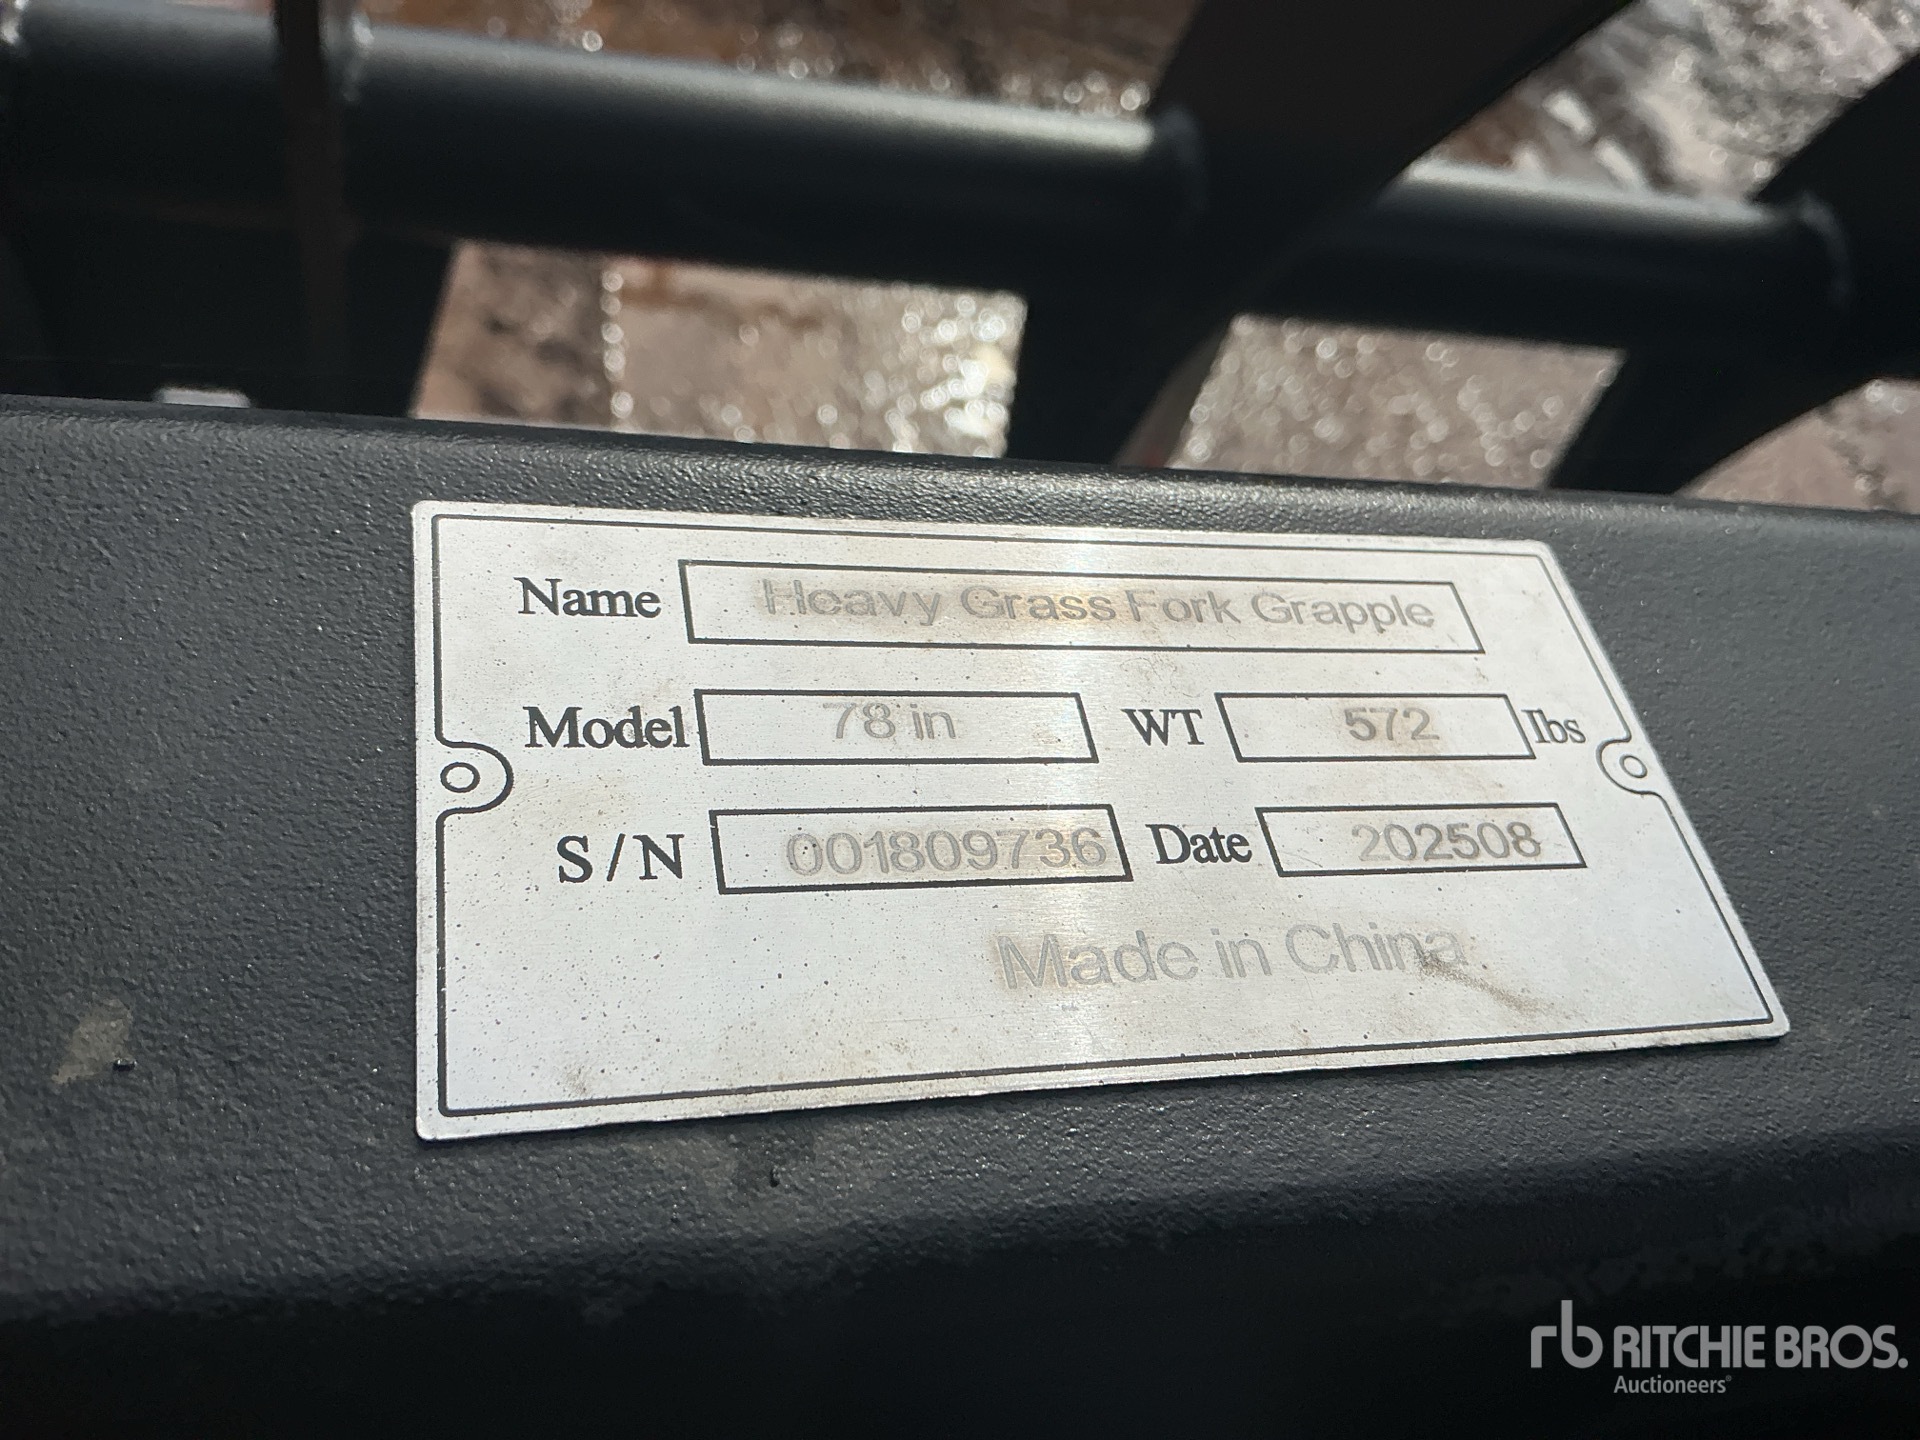 Name Heavy Grass Fork Grapple
Model 78 in WT 572 lbs
S/N 001809736 Date 202508
Made in China
rb RITCHIE BROS.
Auctioneers®